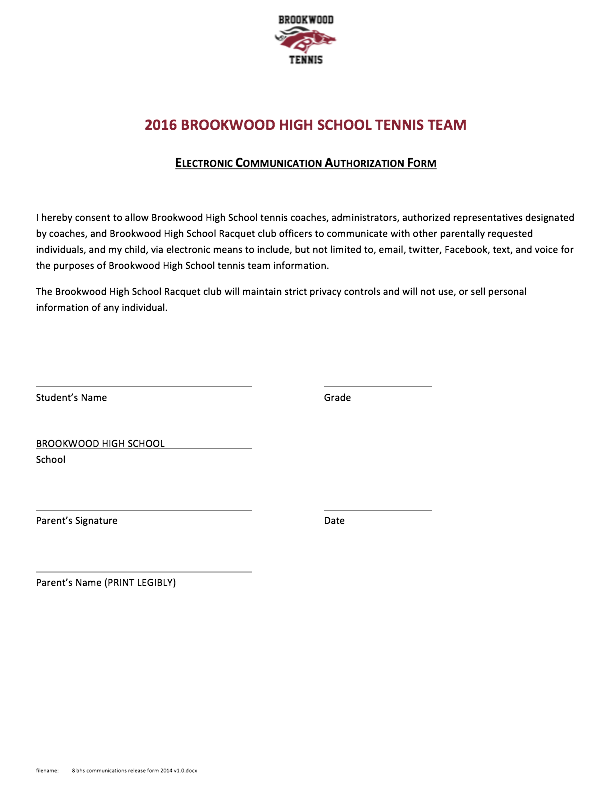 BROOKWOOD
TENNIS
2016 BROOKWOOD HIGH SCHOOL TENNIS TEAM
ELECTRONIC COMMUNICATION AUTHORIZATION FORM
I hereby consent to allow Brookwood High School tennis coaches, administrators, authorized representatives designated
by coaches, and Brookwood High School Racquet club officers to communicate with other parentally requested
individuals, and my child, via electronic means to include, but not limited to, email, twitter, Facebook, text, and voice for
the purposes of Brookwood High School tennis team information.
The Brookwood High School Racquet club will maintain strict privacy controls and will not use, or sell personal
information of any individual.
Student's Name Grade
BROOKWOOD HIGH SCHOOL
School
Parent's Signature Date
Parent's Name (PRINT LEGIBLY)
filename 8 bhs communications release form 2014 v1.0.docx